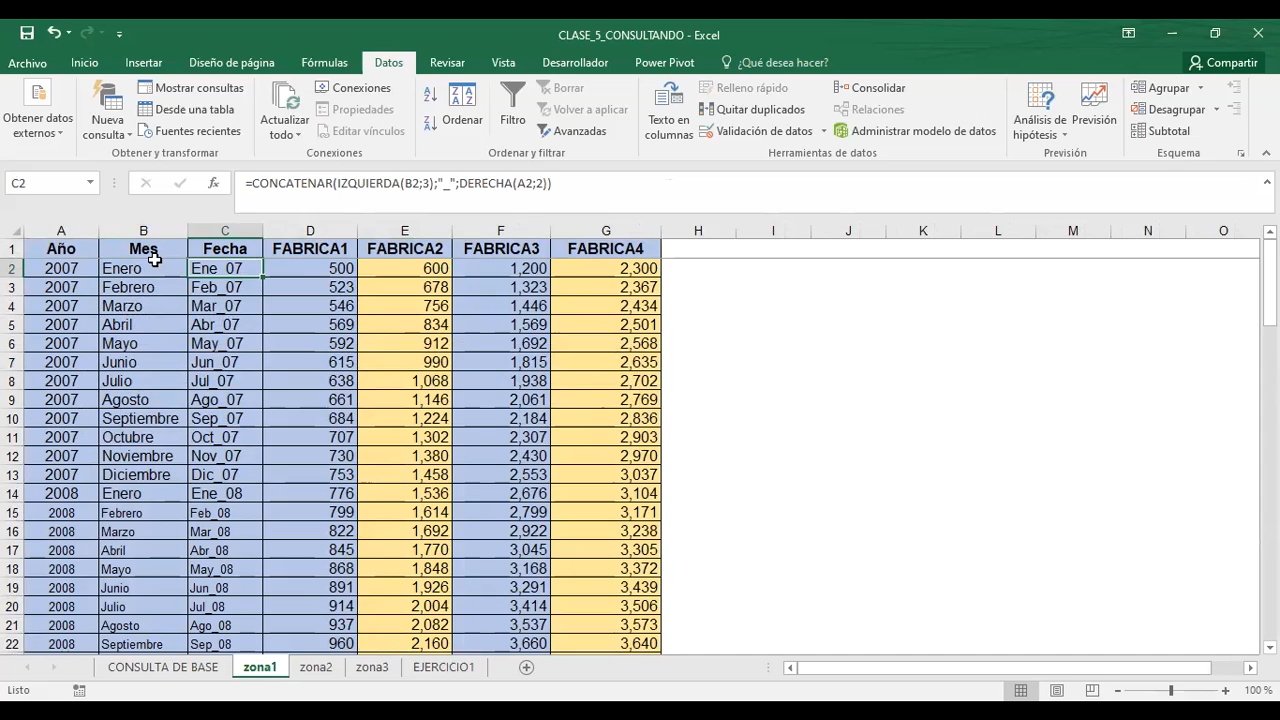 CLASE_5_CONSULTANDO - Excel
Archivo Inicio Insertar Diseño de página Fórmulas Datos Revisar Vista Desarrollador Power Pivot ¿Qué desea hacer? Compartir
Obtener datos externos
Nueva consulta
Mostrar consultas
Desde una tabla
Fuentes recientes
Obtener y transformar
Actualizar todo
Conexiones
Propiedades
Editar vínculos
Conexiones
Ordenar
Filtro
Borrar
Volver a aplicar
Avanzadas
Ordenar y filtrar
Texto en columnas
Relleno rápido
Quitar duplicados
Validación de datos
Consolidar
Relaciones
Administrar modelo de datos
Herramientas de datos
Análisis de hipótesis
Previsión
Previsión
Agrupar
Desagrupar
Subtotal
Esquema
C2 fx =CONCATENAR(IZQUIERDA(B2;3);"_";DERECHA(A2;2))
A B C D E F G H I J K L M N O
1 Año Mes Fecha FABRICA1 FABRICA2 FABRICA3 FABRICA4
2 2007 Enero Ene_07 500 600 1,200 2,300
3 2007 Febrero Feb_07 523 678 1,323 2,367
4 2007 Marzo Mar_07 546 756 1,446 2,434
5 2007 Abril Abr_07 569 834 1,569 2,501
6 2007 Mayo May_07 592 912 1,692 2,568
7 2007 Junio Jun_07 615 990 1,815 2,635
8 2007 Julio Jul_07 638 1,068 1,938 2,702
9 2007 Agosto Ago_07 661 1,146 2,061 2,769
10 2007 Septiembre Sep_07 684 1,224 2,184 2,836
11 2007 Octubre Oct_07 707 1,302 2,307 2,903
12 2007 Noviembre Nov_07 730 1,380 2,430 2,970
13 2007 Diciembre Dic_07 753 1,458 2,553 3,037
14 2008 Enero Ene_08 776 1,536 2,676 3,104
15 2008 Febrero Feb_08 799 1,614 2,799 3,171
16 2008 Marzo Mar_08 822 1,692 2,922 3,238
17 2008 Abril Abr_08 845 1,770 3,045 3,305
18 2008 Mayo May_08 868 1,848 3,168 3,372
19 2008 Junio Jun_08 891 1,926 3,291 3,439
20 2008 Julio Jul_08 914 2,004 3,414 3,506
21 2008 Agosto Ago_08 937 2,082 3,537 3,573
22 2008 Septiembre Sep_08 960 2,160 3,660 3,640
CONSULTA DE BASE zona1 zona2 zona3 EJERCICIO1
Listo 100 %